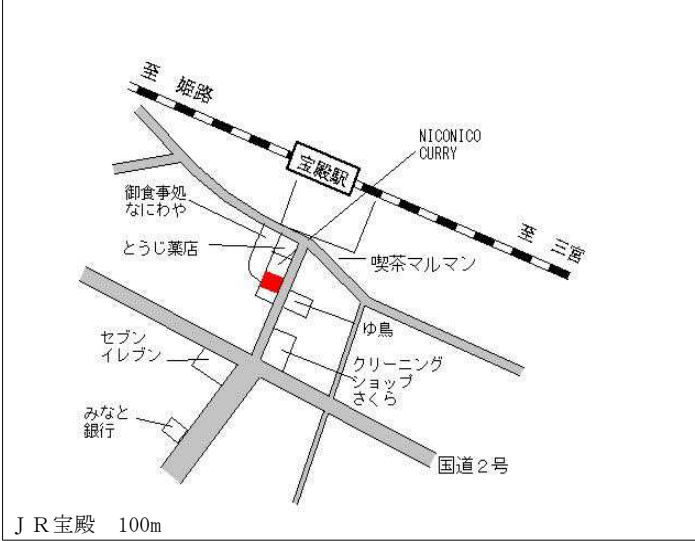 至 姫路
NICONICO
CURRY
宝殿駅
御食事処
なにわや
至 三宮
とうじ薬店
喫茶マルマン
ゆ鳥
セブン
イレブン
クリーニング
ショップ
さくら
みなと
銀行
国道2号
JR宝殿 100m